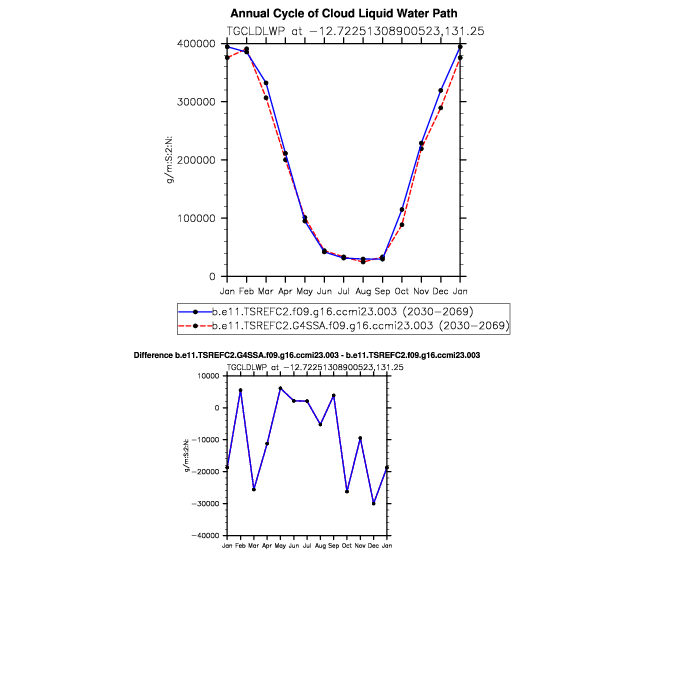 Annual Cycle of Cloud Liquid Water Path
TGCLDLWP at −12.72251308900523,131.25
400000
300000
200000
100000
0
g/m:S:2:N:
Jan Feb Mar Apr May Jun Jul Aug Sep Oct Nov Dec Jan
b.e11.TSREFC2.f09.g16.ccmi23.003 (2030−2069)
b.e11.TSREFC2.G4SSA.f09.g16.ccmi23.003 (2030−2069)
Difference b.e11.TSREFC2.G4SSA.f09.g16.ccmi23.003 - b.e11.TSREFC2.f09.g16.ccmi23.003
TGCLDLWP at −12.72251308900523,131.25
10000
0
−10000
−20000
−30000
−40000
g/m:S:2:N:
Jan Feb Mar Apr May Jun Jul Aug Sep Oct Nov Dec Jan